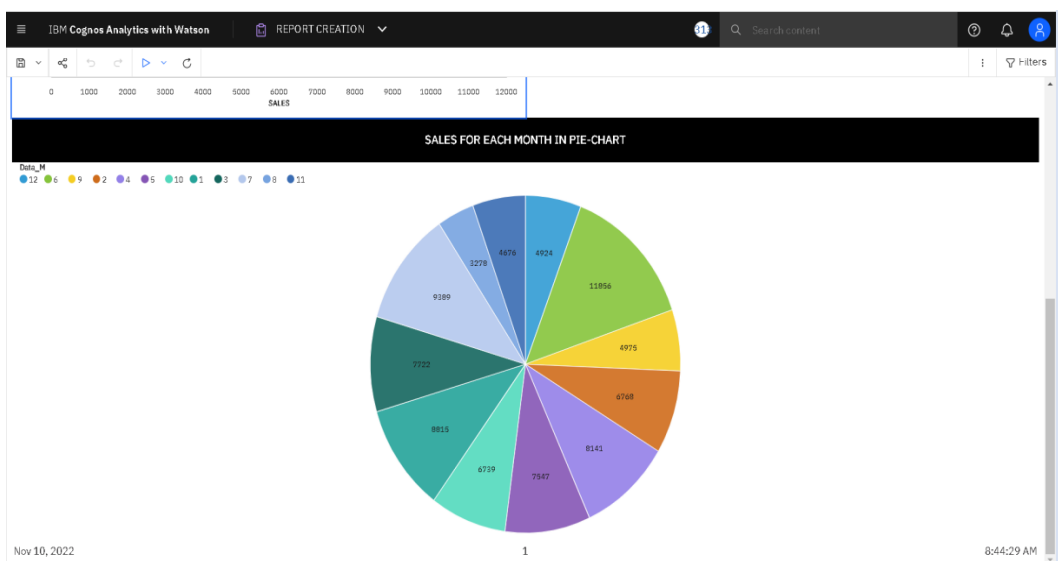 IBM Cognos Analytics with Watson
REPORT CREATION
Search content
Filters
0 1000 2000 3000 4000 5000 6000 7000 8000 9000 10000 11000 12000
SALES
SALES FOR EACH MONTH IN PIE-CHART
Data_M
12 6 9 2 4 5 10 1 3 7 8 11
4676 4924
3278
11056
9389
4975
7722
6768
8815
8141
6739
7547
Nov 10, 2022 1 8:44:29 AM